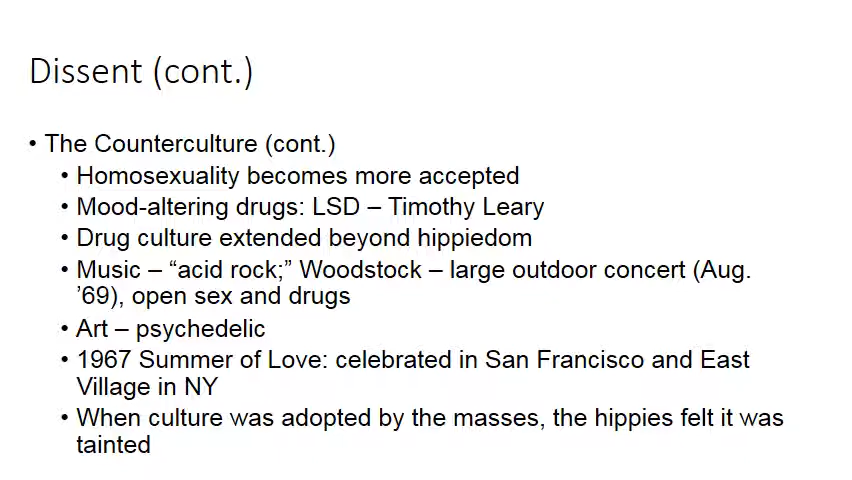 Dissent (cont.)
• The Counterculture (cont.)
• Homosexuality becomes more accepted
• Mood-altering drugs: LSD – Timothy Leary
• Drug culture extended beyond hippiedom
• Music – “acid rock;” Woodstock – large outdoor concert (Aug.
’69), open sex and drugs
• Art – psychedelic
• 1967 Summer of Love: celebrated in San Francisco and East
Village in NY
• When culture was adopted by the masses, the hippies felt it was
tainted